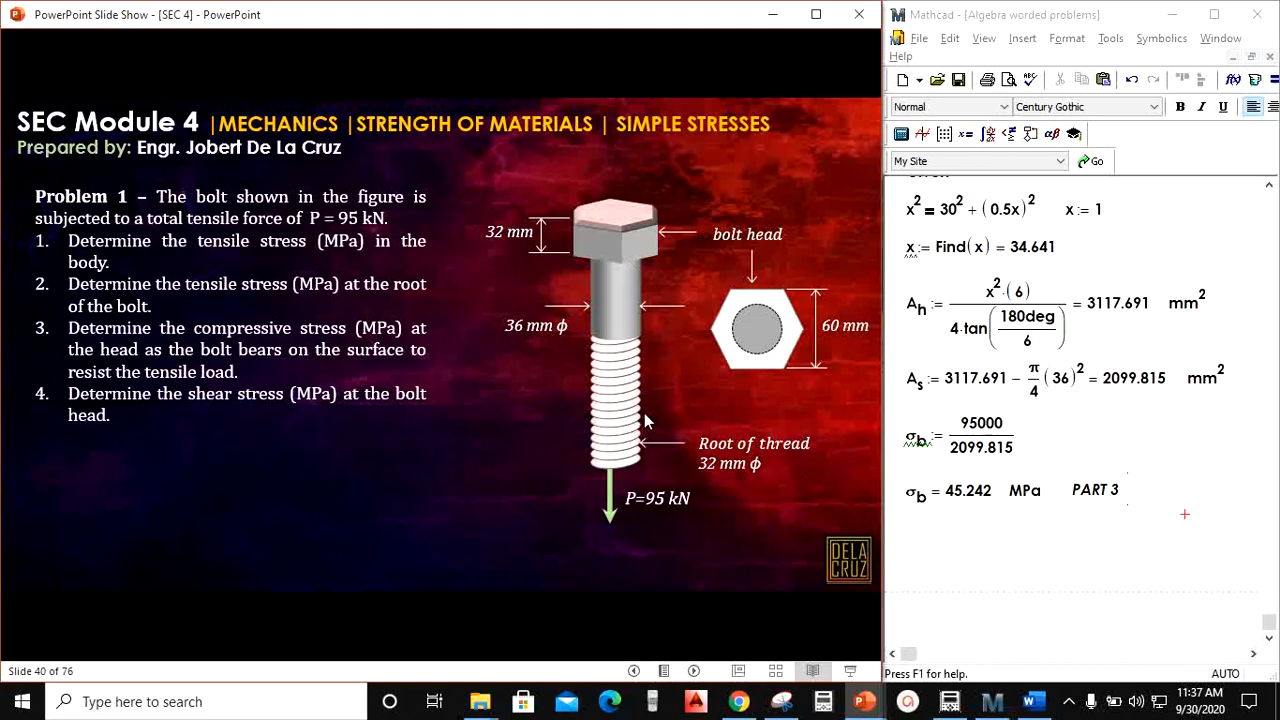 PowerPoint Slide Show - [SEC 4] - PowerPoint
SEC Module 4 |MECHANICS |STRENGTH OF MATERIALS | SIMPLE STRESSES
Prepared by: Engr. Jobert De La Cruz
Problem 1 – The bolt shown in the figure is
subjected to a total tensile force of P = 95 kN.
1. Determine the tensile stress (MPa) in the
body.
2. Determine the tensile stress (MPa) at the root
of the bolt.
3. Determine the compressive stress (MPa) at
the head as the bolt bears on the surface to
resist the tensile load.
4. Determine the shear stress (MPa) at the bolt
head.
32 mm
bolt head
36 mm ϕ
60 mm
Root of thread
32 mm ϕ
P=95 kN
DELA
CRUZ
Slide 40 of 76
Mathcad - [Algebra worded problems]
File Edit View Insert Format Tools Symbolics Window
Help
Normal Century Gothic B I U
My Site Go
x² = 30² + (0.5x)² x := 1
x := Find(x) = 34.641
A_h := x²·(6) / (4·tan(180deg / 6)) = 3117.691 mm²
A_s := 3117.691 − π/4 (36)² = 2099.815 mm²
σ_b := 95000 / 2099.815
σ_b = 45.242 MPa PART 3
Press F1 for help. AUTO
Type here to search
11:37 AM
9/30/2020